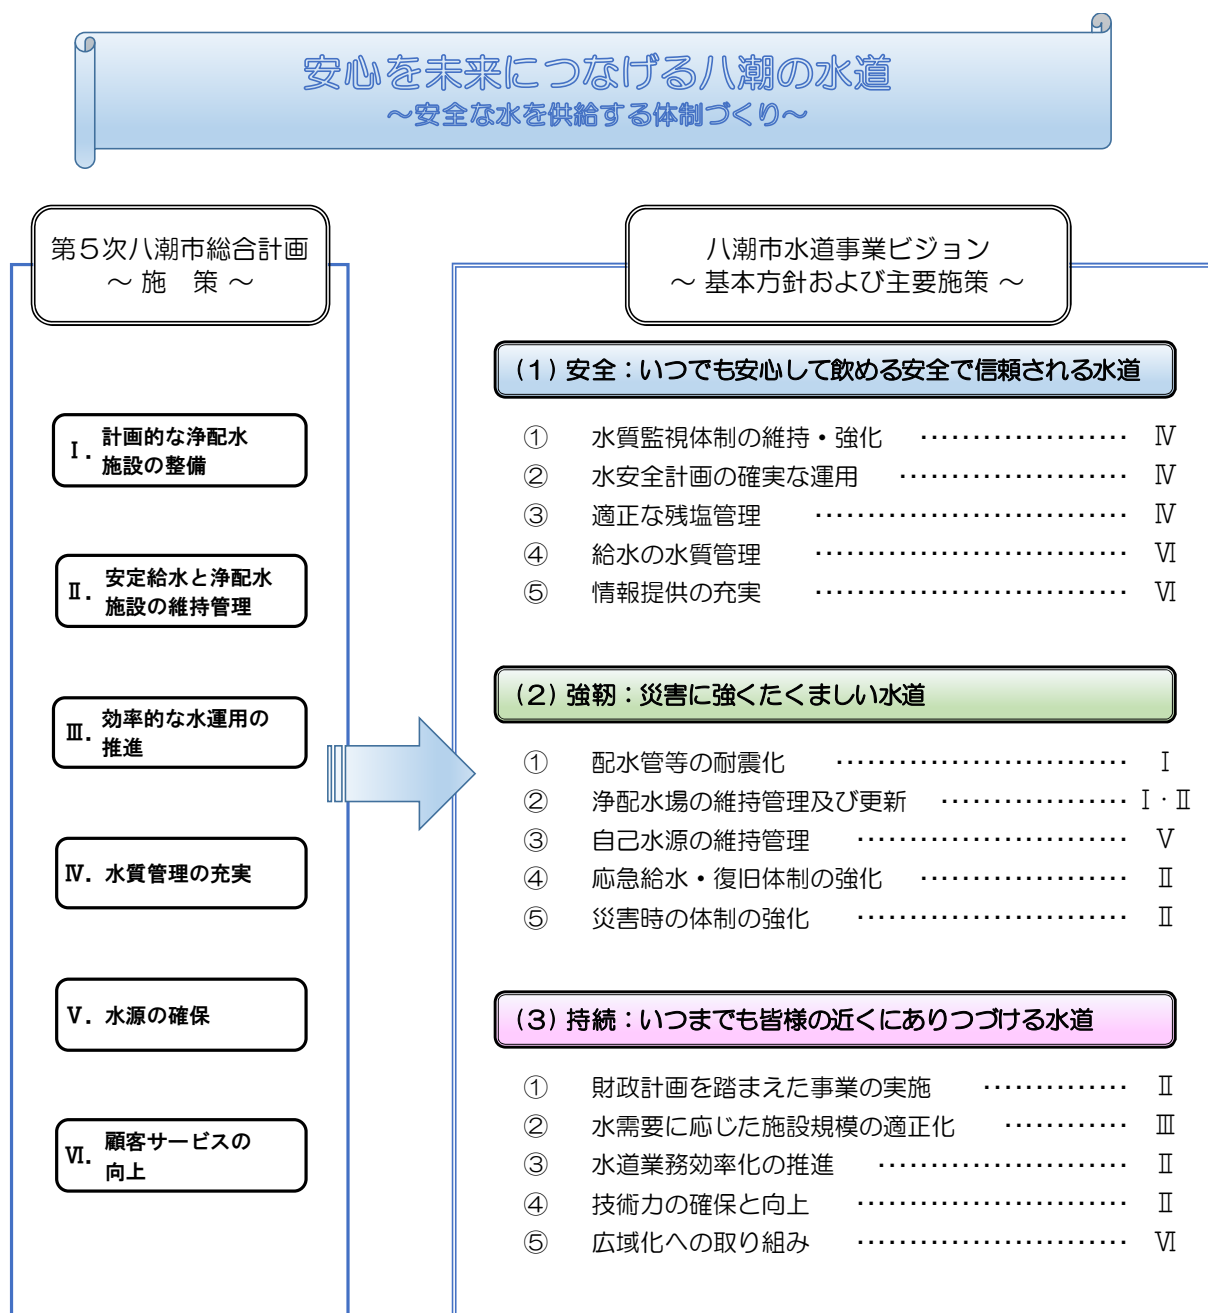 安心を未来につなげる八潮の水道
～安全な水を供給する体制づくり～
第５次八潮市総合計画
～ 施　策 ～
Ⅰ. 計画的な浄配水
施設の整備
Ⅱ. 安定給水と浄配水
施設の維持管理
Ⅲ. 効率的な水運用の
推進
Ⅳ. 水質管理の充実
Ⅴ. 水源の確保
Ⅵ. 顧客サービスの
向上
八潮市水道事業ビジョン
～ 基本方針および主要施策 ～
(1) 安全：いつでも安心して飲める安全で信頼される水道
① 水質監視体制の維持・強化 ………………… Ⅳ
② 水安全計画の確実な運用 ………………… Ⅳ
③ 適正な残塩管理 ………………… Ⅳ
④ 給水の水質管理 ………………… Ⅵ
⑤ 情報提供の充実 ………………… Ⅵ
(2) 強靭：災害に強くたくましい水道
① 配水管等の耐震化 ………………… Ⅰ
② 浄配水場の維持管理及び更新 ………………… Ⅰ・Ⅱ
③ 自己水源の維持管理 ………………… Ⅴ
④ 応急給水・復旧体制の強化 ………………… Ⅱ
⑤ 災害時の体制の強化 ………………… Ⅱ
(3) 持続：いつまでも皆様の近くにありつづける水道
① 財政計画を踏まえた事業の実施 …………… Ⅱ
② 水需要に応じた施設規模の適正化 ………… Ⅲ
③ 水道業務効率化の推進 ………………… Ⅱ
④ 技術力の確保と向上 ………………… Ⅱ
⑤ 広域化への取り組み ………………… Ⅵ